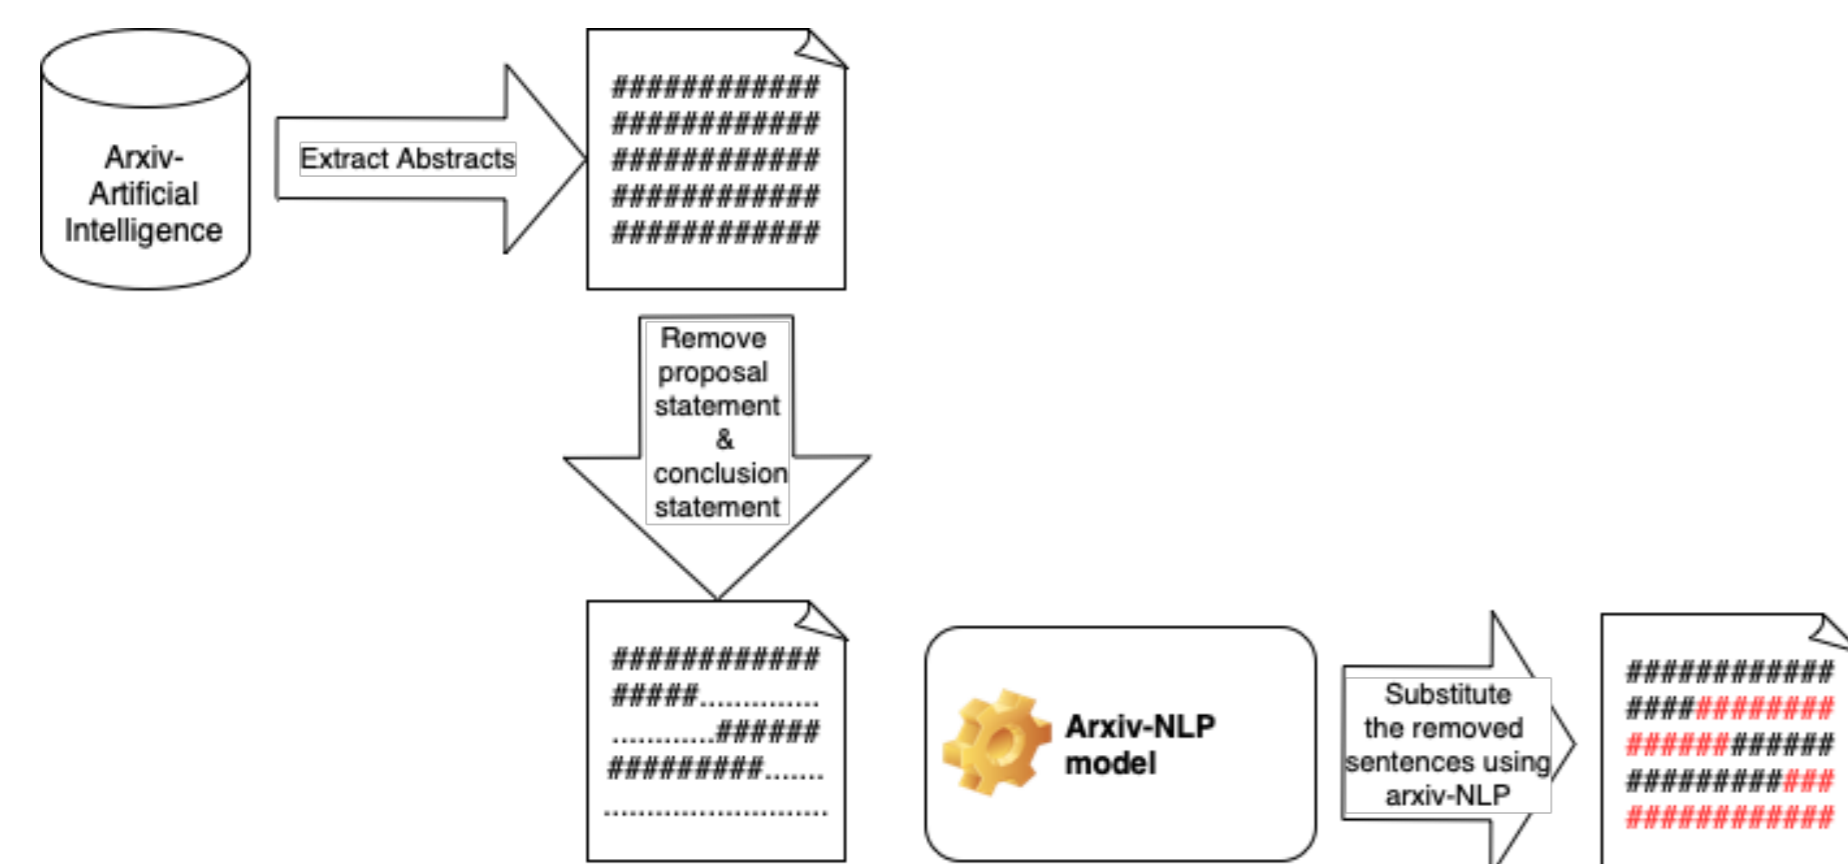 Arxiv-
Artificial
Intelligence
Extract Abstracts
############
############
############
############
############
Remove
proposal
statement
&
conclusion
statement
############
#####..............
............######
#########.......
..........................
Arxiv-NLP
model
Substitute
the removed
sentences using
arxiv-NLP
############
############
############
############
############